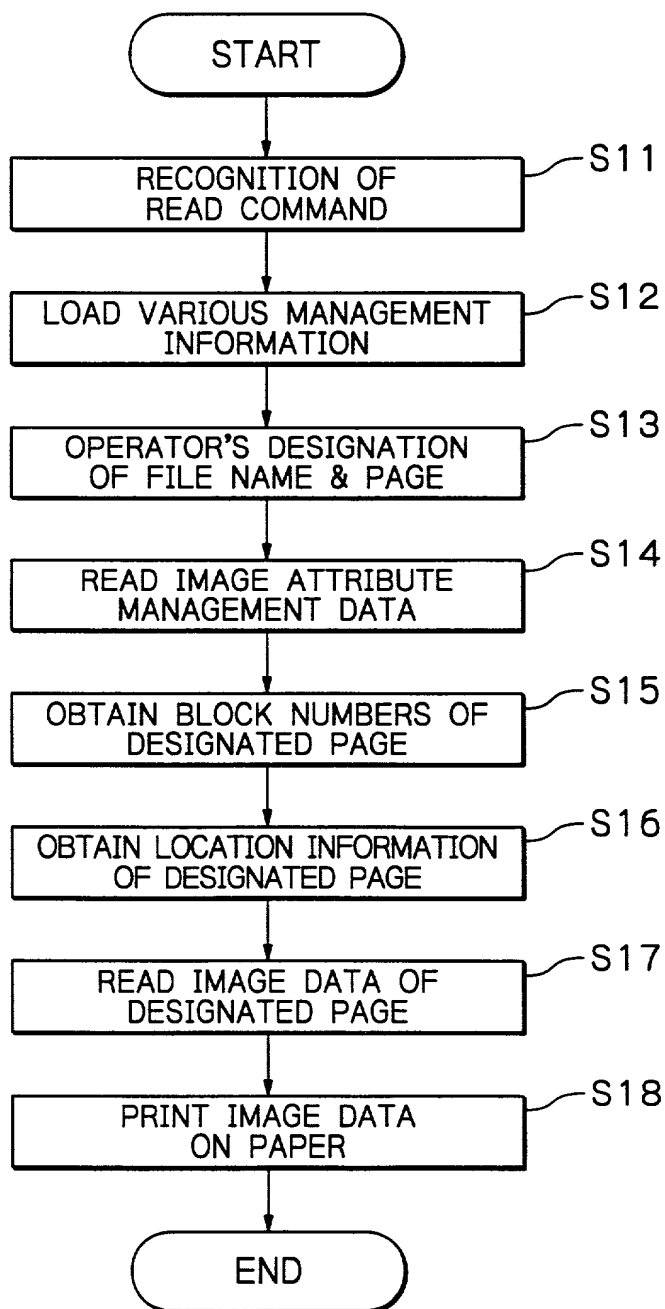 START
RECOGNITION OF
READ COMMAND
S11
LOAD VARIOUS MANAGEMENT
INFORMATION
S12
OPERATOR'S DESIGNATION
OF FILE NAME & PAGE
S13
READ IMAGE ATTRIBUTE
MANAGEMENT DATA
S14
OBTAIN BLOCK NUMBERS OF
DESIGNATED PAGE
S15
OBTAIN LOCATION INFORMATION
OF DESIGNATED PAGE
S16
READ IMAGE DATA OF
DESIGNATED PAGE
S17
PRINT IMAGE DATA
ON PAPER
S18
END